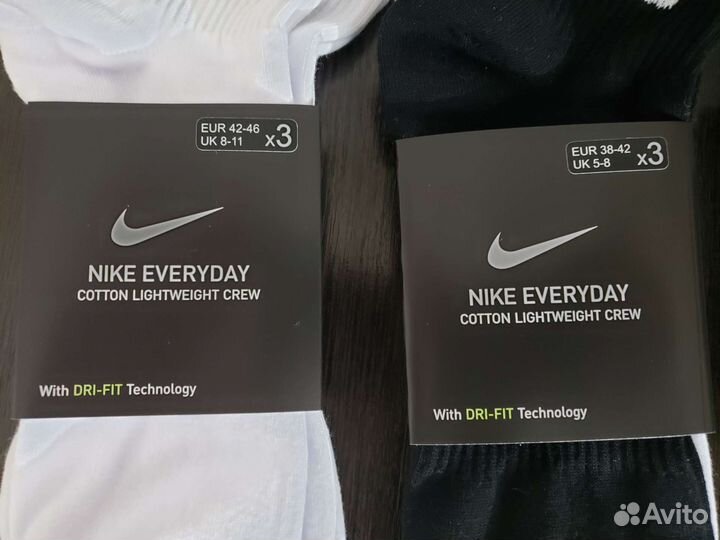 EUR 42-46
UK 8-11
x3
NIKE EVERYDAY
COTTON LIGHTWEIGHT CREW
With DRI-FIT Technology
EUR 38-42
UK 5-8
x3
NIKE EVERYDAY
COTTON LIGHTWEIGHT CREW
With DRI-FIT Technology
Avito